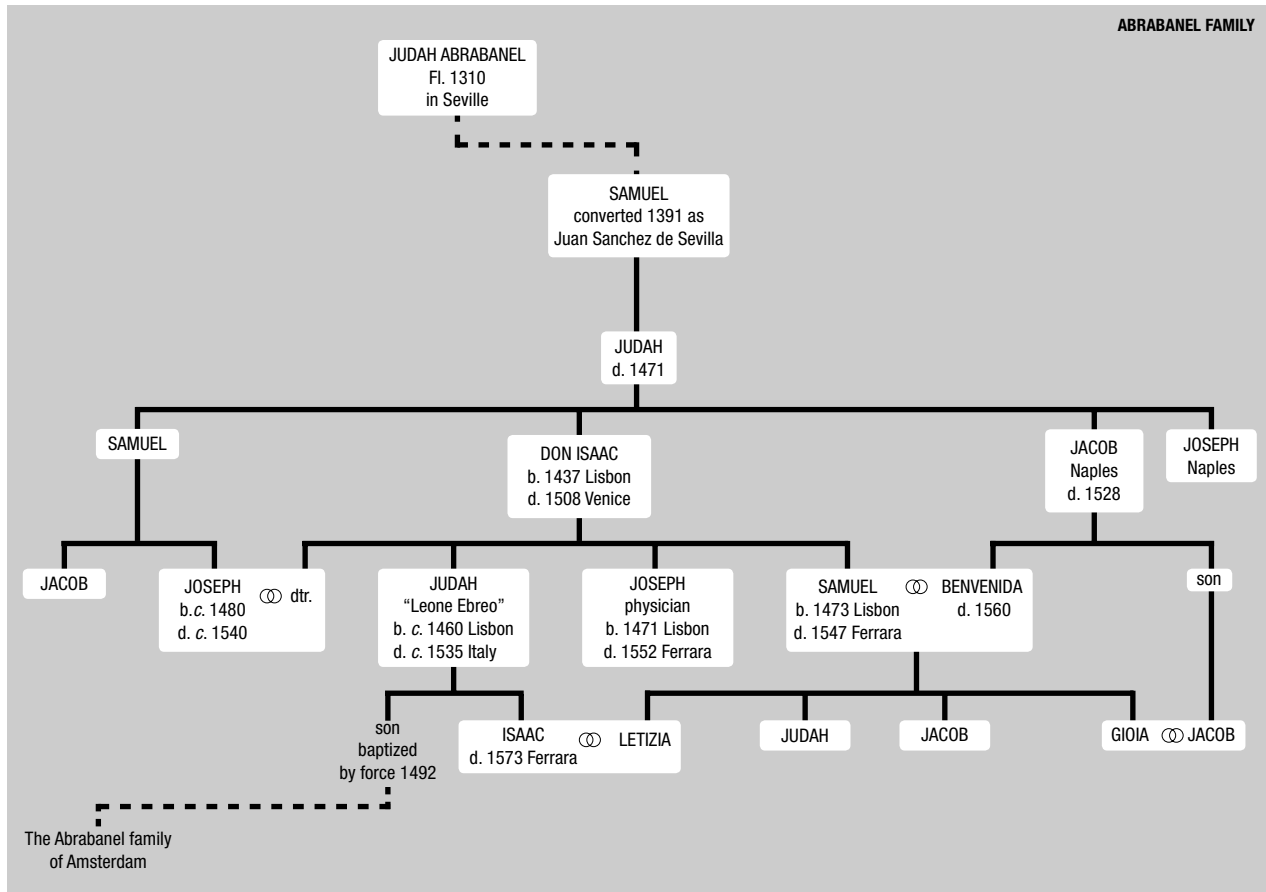 ABRABANEL FAMILY
JUDAH ABRABANEL
Fl. 1310
in Seville
SAMUEL
converted 1391 as
Juan Sanchez de Sevilla
JUDAH
d. 1471
SAMUEL
DON ISAAC
b. 1437 Lisbon
d. 1508 Venice
JACOB
Naples
d. 1528
JOSEPH
Naples
JACOB
JOSEPH
b.c. 1480
d. c. 1540
dtr.
JUDAH
“Leone Ebreo”
b. c. 1460 Lisbon
d. c. 1535 Italy
JOSEPH
physician
b. 1471 Lisbon
d. 1552 Ferrara
SAMUEL
b. 1473 Lisbon
d. 1547 Ferrara
BENVENIDA
d. 1560
son
son
baptized
by force 1492
ISAAC
d. 1573 Ferrara
LETIZIA
JUDAH
JACOB
GIOIA
JACOB
The Abrabanel family
of Amsterdam